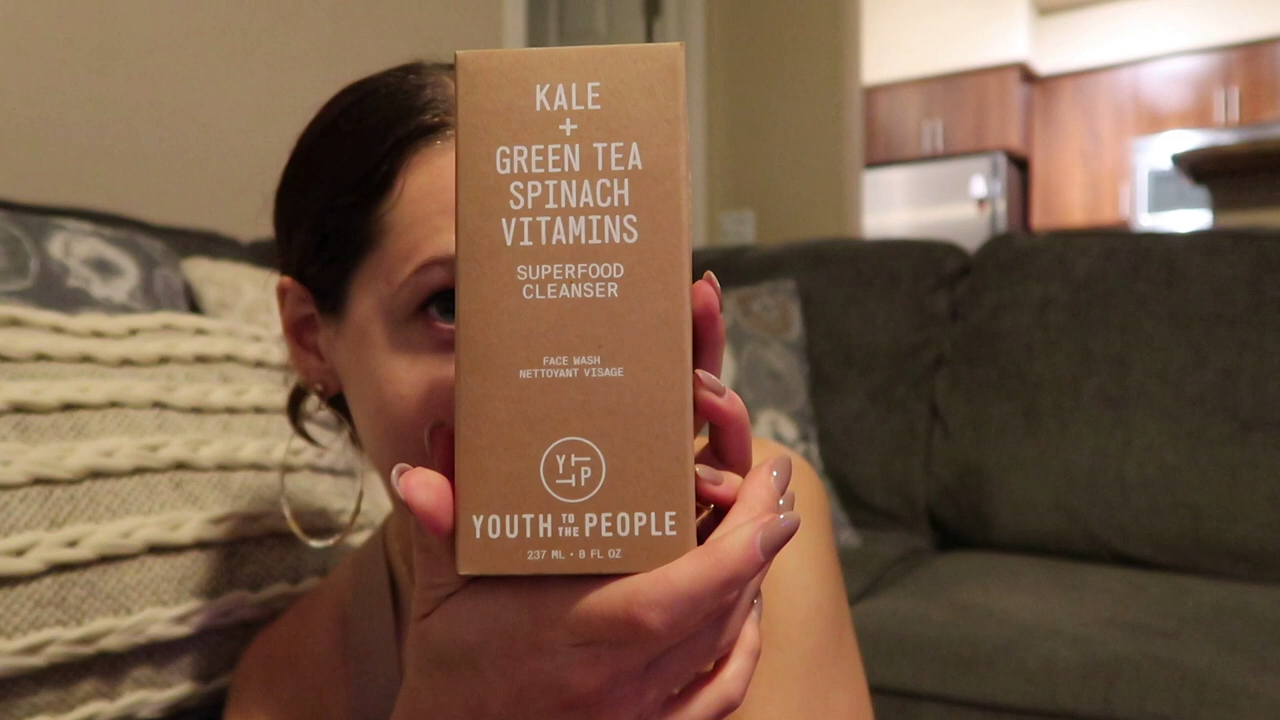 KALE
+
GREEN TEA
SPINACH
VITAMINS
SUPERFOOD
CLEANSER
FACE WASH
NETTOYANT VISAGE
YTTP
YOUTH TO THE PEOPLE
237 ML • 8 FL OZ